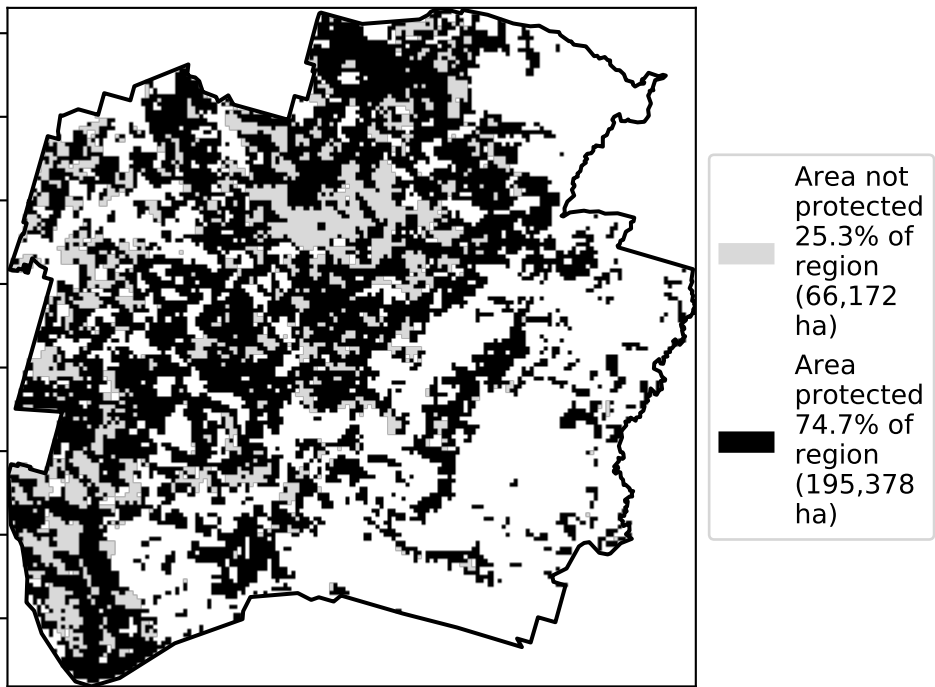 Area not
protected
25.3% of
region
(66,172
ha)
Area
protected
74.7% of
region
(195,378
ha)